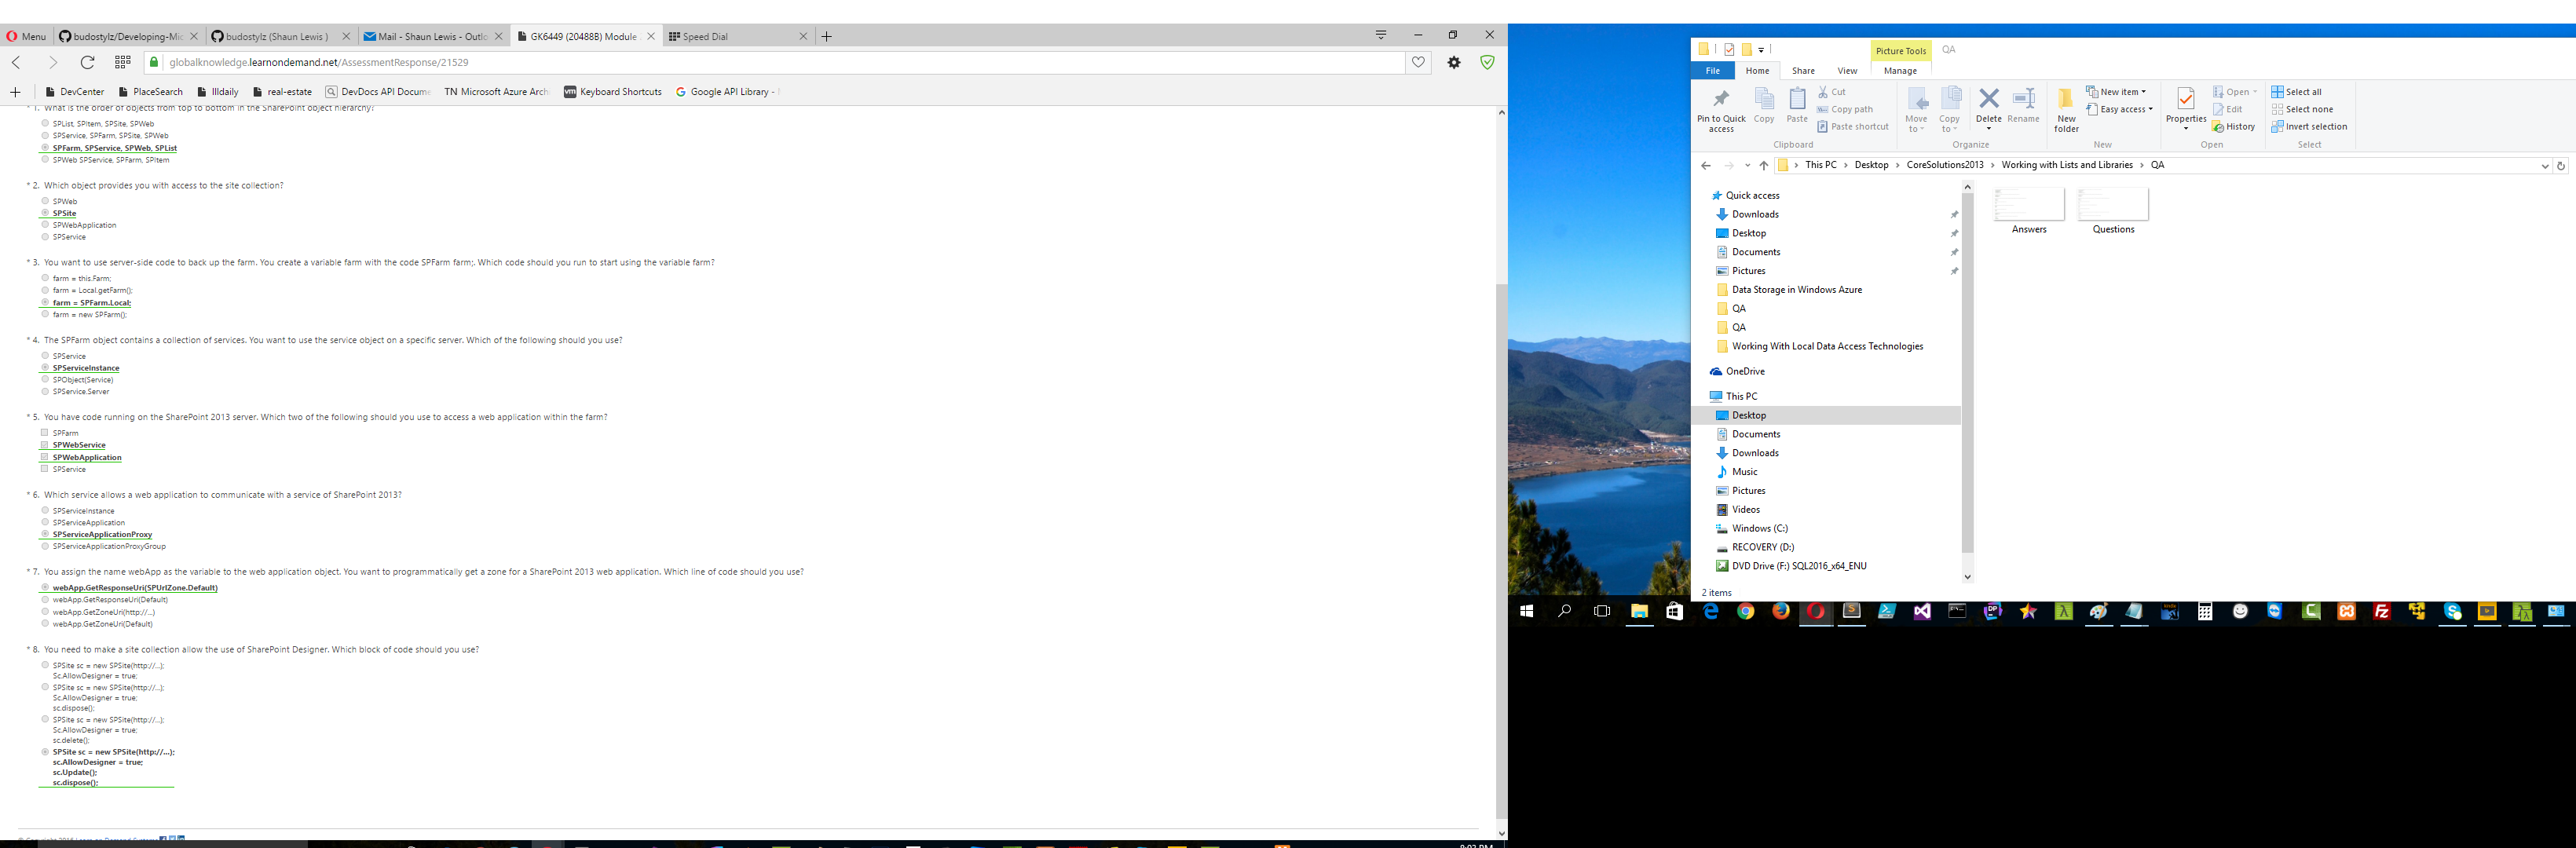 Menu
budostylz/Developing-Mic
budostylz (Shaun Lewis )
Mail - Shaun Lewis - Outlo
GK6449 (20488B) Module
Speed Dial
globalknowledge.learnondemand.net/AssessmentResponse/21529
DevCenter
PlaceSearch
Illdaily
real-estate
DevDocs API Docume
TN Microsoft Azure Arch
Keyboard Shortcuts
Google API Library -
* 1. What is the order of objects from top to bottom in the SharePoint object hierarchy?
SPList, SPItem, SPSite, SPWeb
SPService, SPFarm, SPSite, SPWeb
SPFarm, SPService, SPWeb, SPList
SPWeb SPService, SPFarm, SPItem
* 2. Which object provides you with access to the site collection?
SPWeb
SPSite
SPWebApplication
SPService
* 3. You want to use server-side code to back up the farm. You create a variable farm with the code SPFarm farm;. Which code should you run to start using the variable farm?
farm = this.Farm;
farm = Local.getFarm();
farm = SPFarm.Local;
farm = new SPFarm();
* 4. The SPFarm object contains a collection of services. You want to use the service object on a specific server. Which of the following should you use?
SPService
SPServiceInstance
SPObject(Service)
SPService.Server
* 5. You have code running on the SharePoint 2013 server. Which two of the following should you use to access a web application within the farm?
SPFarm
SPWebService
SPWebApplication
SPService
* 6. Which service allows a web application to communicate with a service of SharePoint 2013?
SPServiceInstance
SPServiceApplication
SPServiceApplicationProxy
SPServiceApplicationProxyGroup
* 7. You assign the name webApp as the variable to the web application object. You want to programmatically get a zone for a SharePoint 2013 web application. Which line of code should you use?
webApp.GetResponseUri(SPUrlZone.Default)
webApp.GetResponseUri(Default)
webApp.GetZoneUri(http://...)
webApp.GetZoneUri(Default)
* 8. You need to make a site collection allow the use of SharePoint Designer. Which block of code should you use?
SPSite sc = new SPSite(http://...);
Sc.AllowDesigner = true;
SPSite sc = new SPSite(http://...);
Sc.AllowDesigner = true;
sc.dispose();
SPSite sc = new SPSite(http://...);
Sc.AllowDesigner = true;
sc.delete();
SPSite sc = new SPSite(http://...);
sc.AllowDesigner = true;
sc.Update();
sc.dispose();
8:03 PM
Picture Tools
QA
File
Home
Share
View
Manage
Pin to Quick access
Copy
Paste
Cut
Copy path
Paste shortcut
Clipboard
Move to
Copy to
Delete
Rename
Organize
New folder
New item
Easy access
New
Properties
Open
Edit
History
Open
Select all
Select none
Invert selection
Select
This PC > Desktop > CoreSolutions2013 > Working with Lists and Libraries > QA
Quick access
Downloads
Desktop
Documents
Pictures
Data Storage in Windows Azure
QA
QA
Working With Local Data Access Technologies
OneDrive
This PC
Desktop
Documents
Downloads
Music
Pictures
Videos
Windows (C:)
RECOVERY (D:)
DVD Drive (F:) SQL2016_x64_ENU
2 items
Answers
Questions